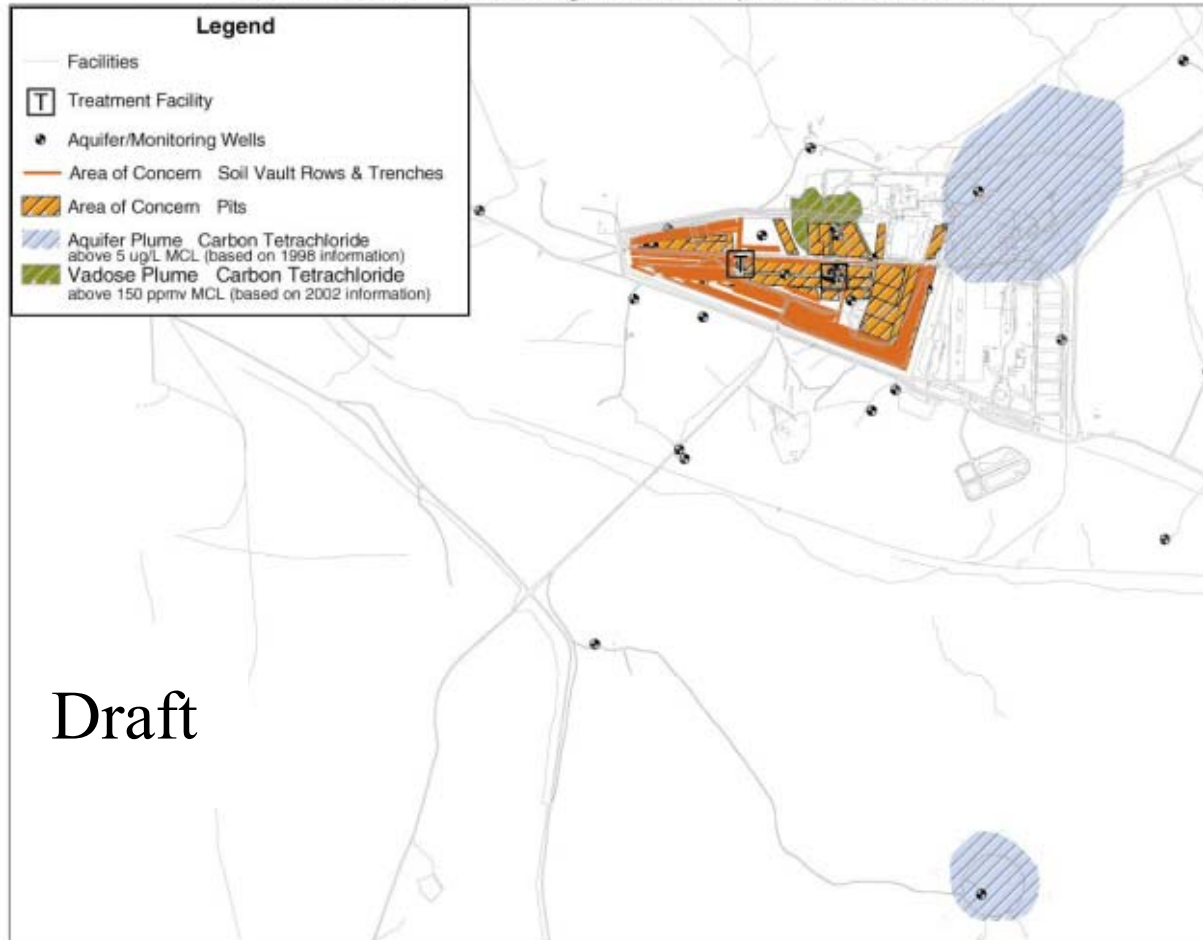 Legend
Facilities
T Treatment Facility
Aquifer/Monitoring Wells
Area of Concern Soil Vault Rows & Trenches
Area of Concern Pits
Aquifer Plume Carbon Tetrachloride
above 5 ug/L MCL (based on 1998 information)
Vadose Plume Carbon Tetrachloride
above 150 ppmv MCL (based on 2002 information)
T
Draft